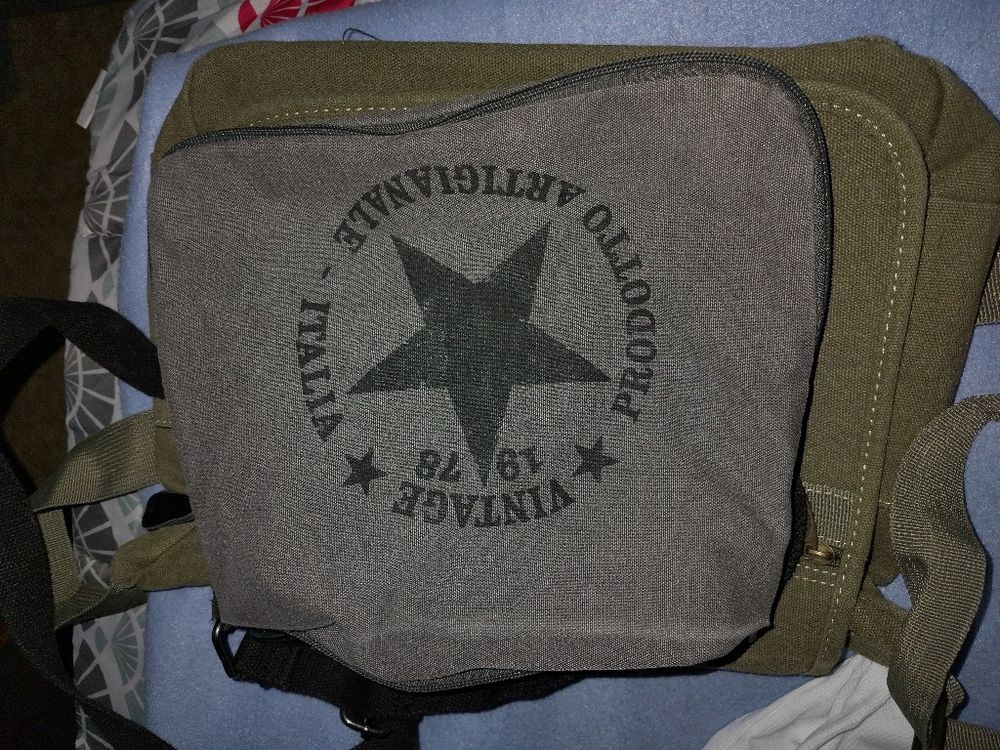 VINTAGE
19 78
PRODOTTO ARTIGIANALE - ITALIA